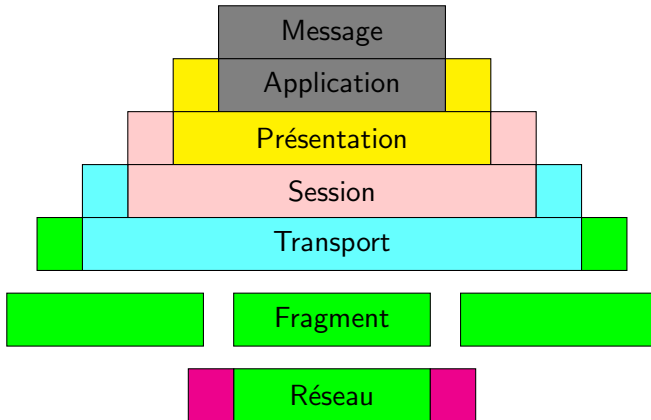 Message
Application
Présentation
Session
Transport
Fragment
Réseau